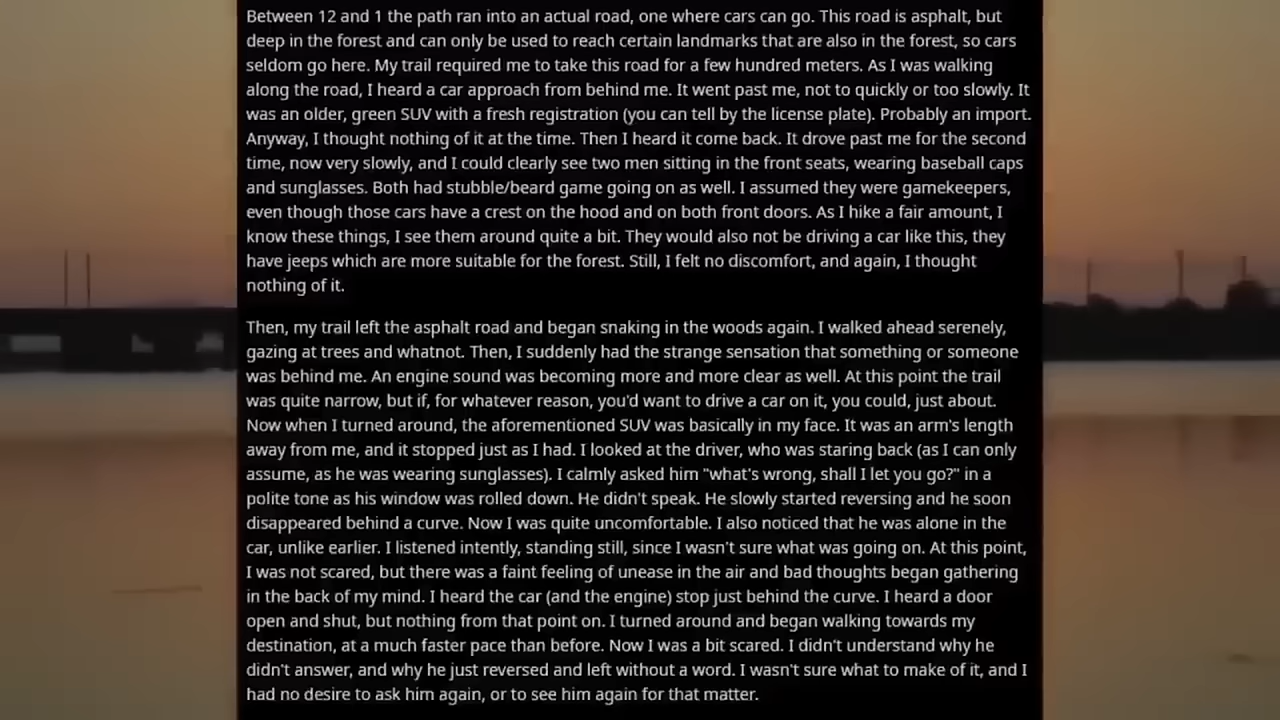 Between 12 and 1 the path ran into an actual road, one where cars can go. This road is asphalt, but
deep in the forest and can only be used to reach certain landmarks that are also in the forest, so cars
seldom go here. My trail required me to take this road for a few hundred meters. As I was walking
along the road, I heard a car approach from behind me. It went past me, not to quickly or too slowly. It
was an older, green SUV with a fresh registration (you can tell by the license plate). Probably an import.
Anyway, I thought nothing of it at the time. Then I heard it come back. It drove past me for the second
time, now very slowly, and I could clearly see two men sitting in the front seats, wearing baseball caps
and sunglasses. Both had stubble/beard game going on as well. I assumed they were gamekeepers,
even though those cars have a crest on the hood and on both front doors. As I hike a fair amount, I
know these things, I see them around quite a bit. They would also not be driving a car like this, they
have jeeps which are more suitable for the forest. Still, I felt no discomfort, and again, I thought
nothing of it.
Then, my trail left the asphalt road and began snaking in the woods again. I walked ahead serenely,
gazing at trees and whatnot. Then, I suddenly had the strange sensation that something or someone
was behind me. An engine sound was becoming more and more clear as well. At this point the trail
was quite narrow, but if, for whatever reason, you'd want to drive a car on it, you could, just about.
Now when I turned around, the aforementioned SUV was basically in my face. It was an arm's length
away from me, and it stopped just as I had. I looked at the driver, who was staring back (as I can only
assume, as he was wearing sunglasses). I calmly asked him "what's wrong, shall I let you go?" in a
polite tone as his window was rolled down. He didn't speak. He slowly started reversing and he soon
disappeared behind a curve. Now I was quite uncomfortable. I also noticed that he was alone in the
car, unlike earlier. I listened intently, standing still, since I wasn't sure what was going on. At this point,
I was not scared, but there was a faint feeling of unease in the air and bad thoughts began gathering
in the back of my mind. I heard the car (and the engine) stop just behind the curve. I heard a door
open and shut, but nothing from that point on. I turned around and began walking towards my
destination, at a much faster pace than before. Now I was a bit scared. I didn't understand why he
didn't answer, and why he just reversed and left without a word. I wasn't sure what to make of it, and I
had no desire to ask him again, or to see him again for that matter.